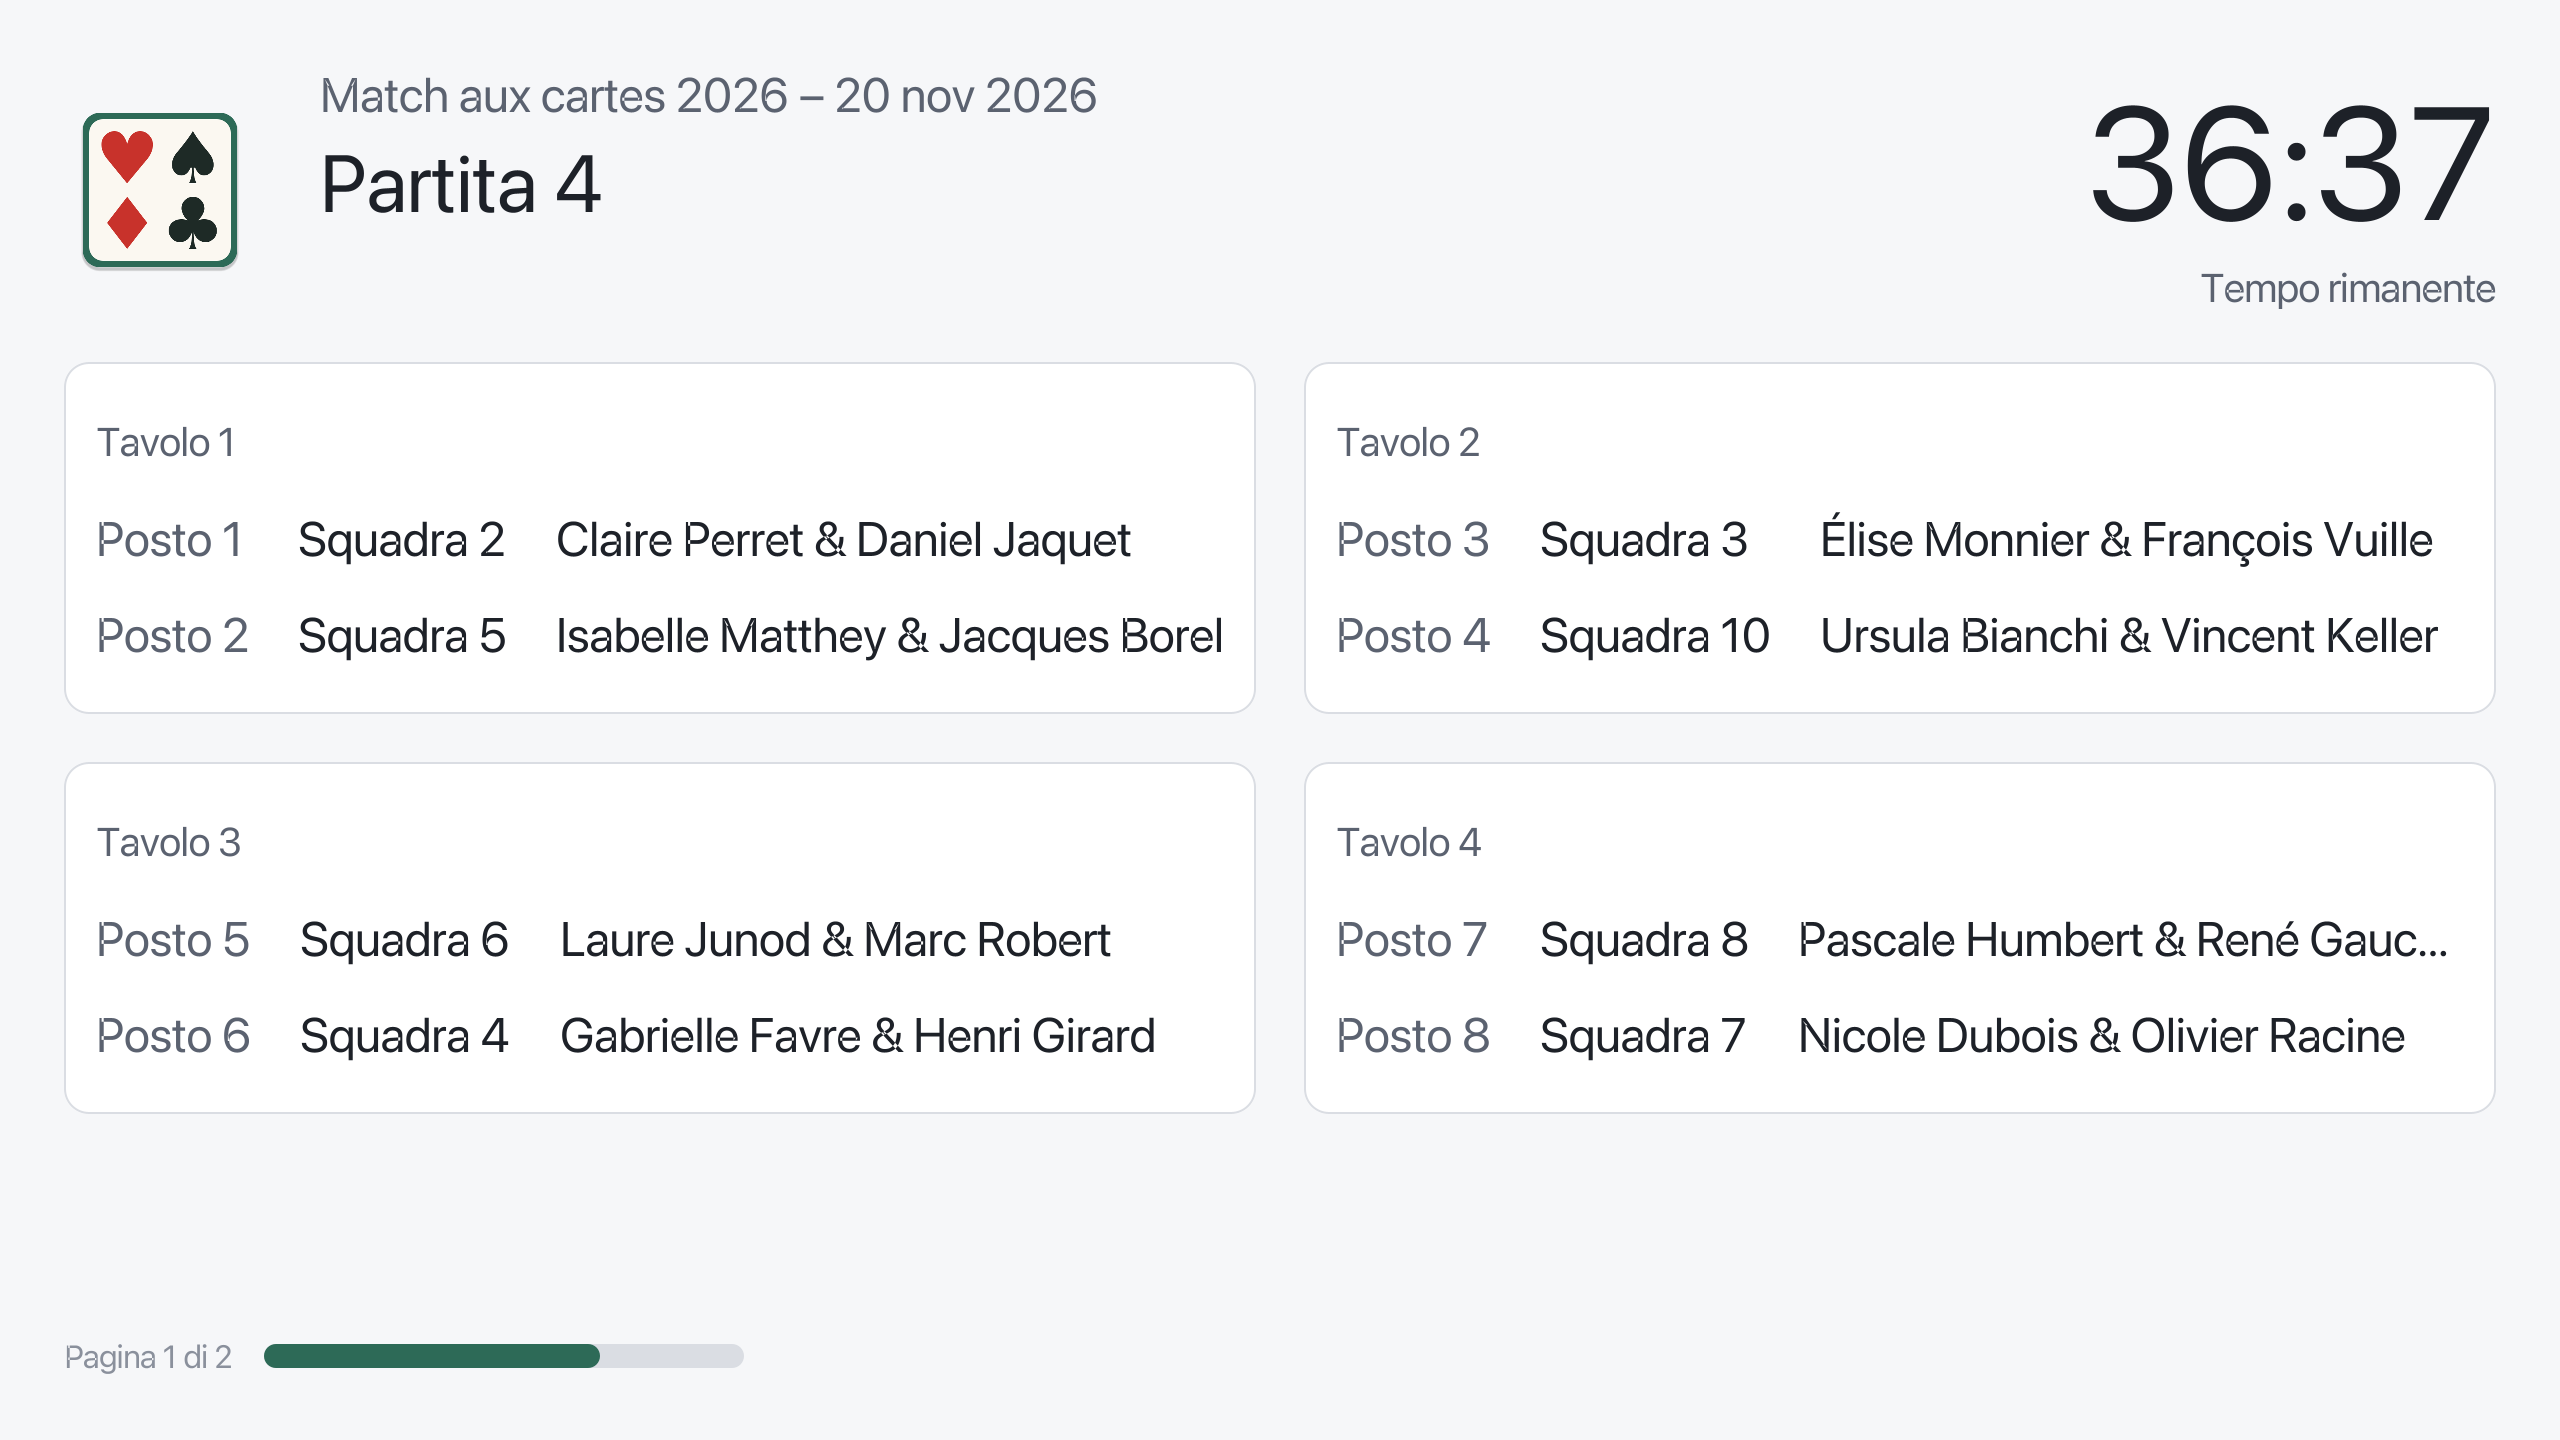 Match aux cartes 2026 – 20 nov 2026
Partita 4
36:37
Tempo rimanente
Tavolo 1
Posto 1 Squadra 2 Claire Perret & Daniel Jaquet
Posto 2 Squadra 5 Isabelle Matthey & Jacques Borel
Tavolo 2
Posto 3 Squadra 3 Élise Monnier & François Vuille
Posto 4 Squadra 10 Ursula Bianchi & Vincent Keller
Tavolo 3
Posto 5 Squadra 6 Laure Junod & Marc Robert
Posto 6 Squadra 4 Gabrielle Favre & Henri Girard
Tavolo 4
Posto 7 Squadra 8 Pascale Humbert & René Gauc...
Posto 8 Squadra 7 Nicole Dubois & Olivier Racine
Pagina 1 di 2